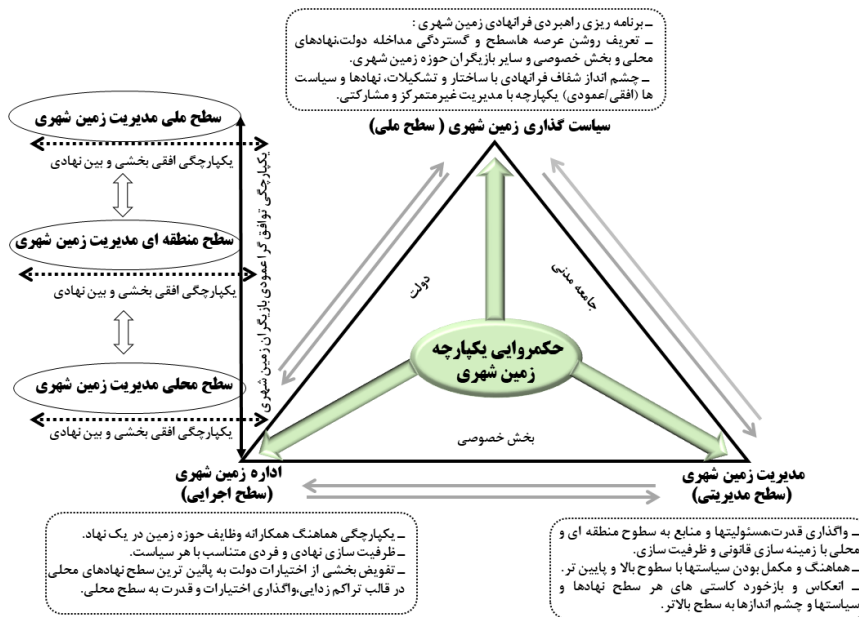 ـ برنامه ریزی راهبردی فرانهادی زمین شهری :
ـ تعریف روشن عرصه ها،سطح و گستردگی مداخله دولت،نهادهای
محلی و بخش خصوصی و سایر بازیگران حوزه زمین شهری.
ـ چشم انداز شفاف فرانهادی با ساختار و تشکیلات، نهادها و سیاست
ها (افقی/عمودی) یکپارچه با مدیریت غیرمتمرکز و مشارکتی.
سیاست گذاری زمین شهری ( سطح ملی)
سطح ملی مدیریت زمین شهری
یکپارچگی افقی بخشی و بین نهادی
سطح منطقه ای مدیریت زمین شهری
یکپارچگی افقی بخشی و بین نهادی
سطح محلی مدیریت زمین شهری
یکپارچگی افقی بخشی و بین نهادی
یکپارچگی توافق گرا عمودی بازیگران زمین شهری
دولت
جامعه مدنی
حکمروایی یکپارچه
زمین شهری
بخش خصوصی
اداره زمین شهری
(سطح اجرایی)
مدیریت زمین شهری
(سطح مدیریتی)
ـ یکپارچگی هماهنگ همکارانه وظایف حوزه زمین در یک نهاد.
ـ ظرفیت سازی نهادی و فردی متناسب با هر سیاست.
ـ تفویض بخشی از اختیارات دولت به پائین ترین سطح نهادهای محلی
در قالب تراکم زدایی،واگذاری اختیارات و قدرت به سطح محلی.
ـ واگذاری قدرت،مسئولیتها و منابع به سطوح منطقه ای و
محلی با زمینه سازی قانونی و ظرفیت سازی.
ـ هماهنگ و مکمل بودن سیاستها با سطوح بالا و پایین تر.
ـ انعکاس و بازخورد کاستی های هر سطح نهادها و
سیاستها و چشم اندازها به سطح بالاتر.